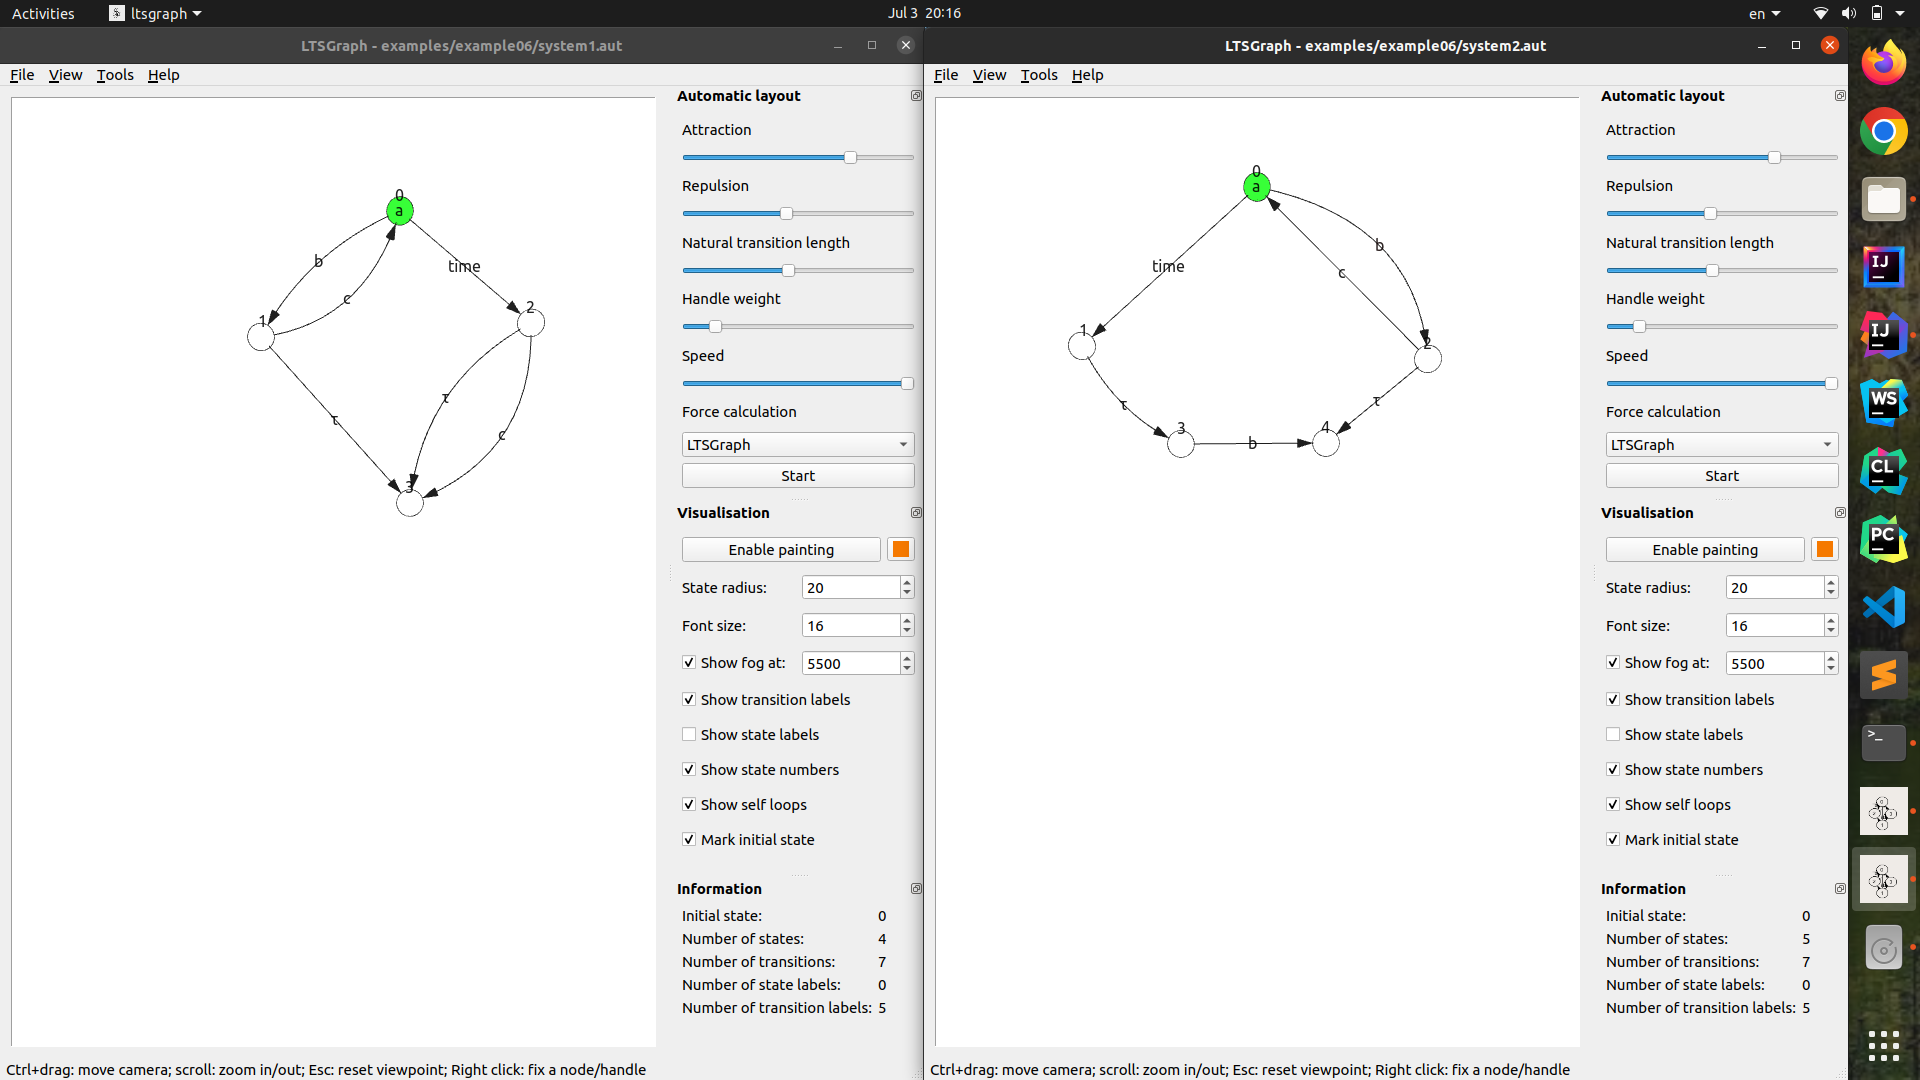 Activities ltsgraph Jul 3 20:16 en
LTSGraph - examples/example06/system1.aut
File View Tools Help
0
a
b
time
c
1
2
τ
τ
c
3
Automatic layout
Attraction
Repulsion
Natural transition length
Handle weight
Speed
Force calculation
LTSGraph
Start
Visualisation
Enable painting
State radius: 20
Font size: 16
Show fog at: 5500
Show transition labels
Show state labels
Show state numbers
Show self loops
Mark initial state
Information
Initial state: 0
Number of states: 4
Number of transitions: 7
Number of state labels: 0
Number of transition labels: 5
Ctrl+drag: move camera; scroll: zoom in/out; Esc: reset viewpoint; Right click: fix a node/handle
LTSGraph - examples/example06/system2.aut
File View Tools Help
0
a
b
time
c
1
2
τ
τ
3
b
4
Automatic layout
Attraction
Repulsion
Natural transition length
Handle weight
Speed
Force calculation
LTSGraph
Start
Visualisation
Enable painting
State radius: 20
Font size: 16
Show fog at: 5500
Show transition labels
Show state labels
Show state numbers
Show self loops
Mark initial state
Information
Initial state: 0
Number of states: 5
Number of transitions: 7
Number of state labels: 0
Number of transition labels: 5
Ctrl+drag: move camera; scroll: zoom in/out; Esc: reset viewpoint; Right click: fix a node/handle
IJ
IJ
WS
CL
PC
>_